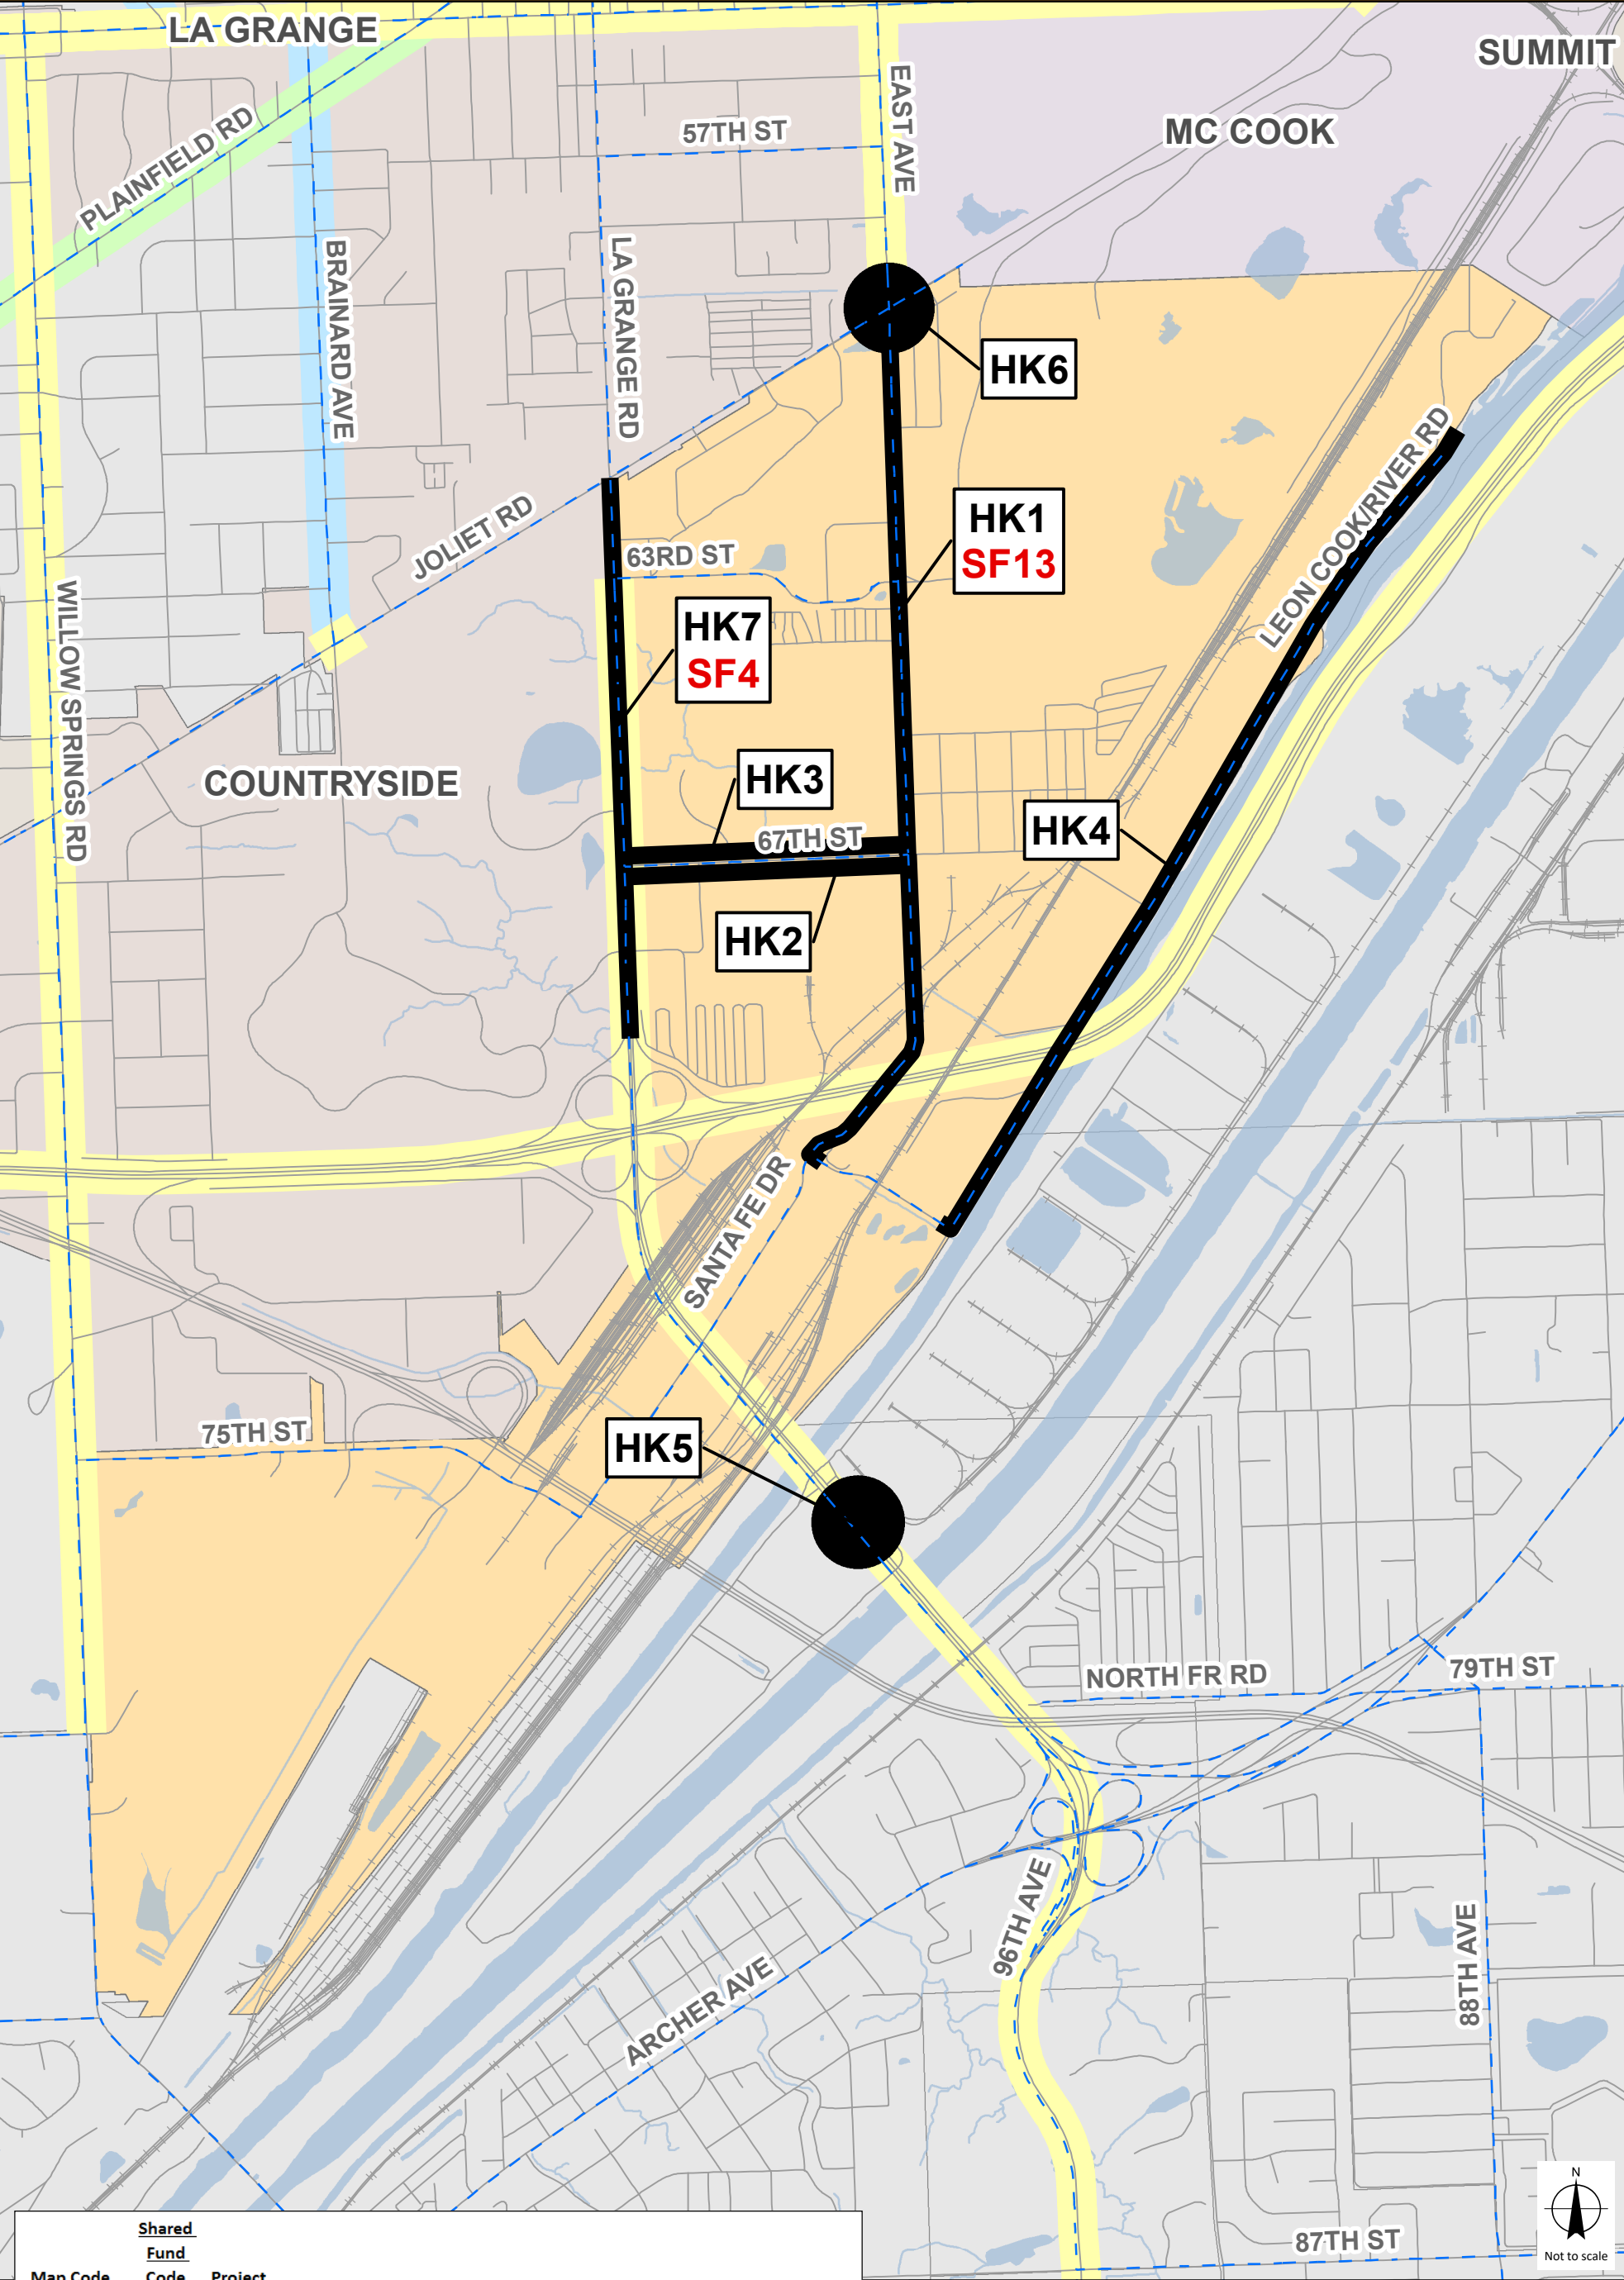 LA GRANGE
SUMMIT
EAST AVE
MC COOK
57TH ST
PLAINFIELD RD
BRAINARD AVE
LA GRANGE RD
HK6
LEON COOK/RIVER RD
HK1
SF13
JOLIET RD
63RD ST
WILLOW SPRINGS RD
HK7
SF4
HK3
COUNTRYSIDE
67TH ST
HK4
HK2
SANTA FE DR
75TH ST
HK5
NORTH FR RD
79TH ST
96TH AVE
88TH AVE
ARCHER AVE
87TH ST
N
Not to scale
Shared
Fund
Map Code Code Project